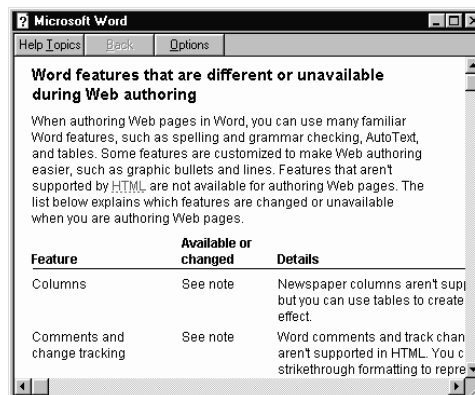 Microsoft Word
Help Topics Back Options
Word features that are different or unavailable
during Web authoring
When authoring Web pages in Word, you can use many familiar
Word features, such as spelling and grammar checking, AutoText,
and tables. Some features are customized to make Web authoring
easier, such as graphic bullets and lines. Features that aren't
supported by HTML are not available for authoring Web pages. The
list below explains which features are changed or unavailable
when you are authoring Web pages.
Available or
Feature changed Details
Columns See note Newspaper columns aren't
but you can use tables to create
effect.
Comments and See note Word comments and track
change tracking aren't supported in HTML. You
strikethrough formatting to